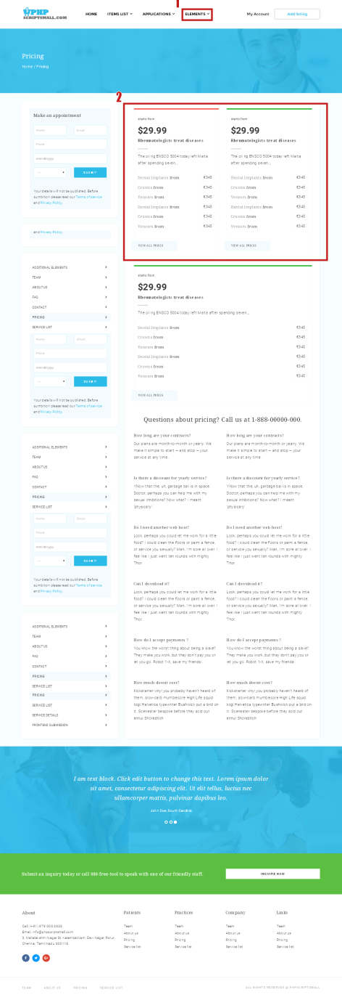 PHP
SCRIPTSMALL.COM
HOME
ITEMS LIST
APPLICATIONS
ELEMENTS
My Account
Add listing
Pricing
Home / Pricing
2
Make an appointment
Name
Email
Phone
SUBMIT
Your details will not be published. Before
sumbition please read our Terms of service
and Privacy Policy.
and Privacy Policy.
ADDITIONAL ELEMENTS
TEAM
ABOUT US
FAQ
CONTACT
PRICING
SERVICE LIST
Name
Email
Phone
SUBMIT
Your details will not be published. Before
sumbition please read our Terms of service
and Privacy Policy.
ADDITIONAL ELEMENTS
TEAM
ABOUT US
FAQ
CONTACT
PRICING
SERVICE LIST
Name
Email
Phone
SUBMIT
Your details will not be published. Before
sumbition please read our Terms of service
and Privacy Policy.
ADDITIONAL ELEMENTS
TEAM
ABOUT US
FAQ
CONTACT
PRICING
SERVICE LIST
PRICING
SERVICE LIST
SERVICE DETAILS
FRONTEND SUBMISSION
starts from
$29.99
Rheumatologists treat diseases
The oil rig ENSCO 5004 today left Malta
after spending seven...
Dental Implants from €345
Crowns from €345
Veneers from €345
Dental Implants from €345
Crowns from €345
Veneers from €345
VIEW ALL PRICES
starts from
$29.99
Rheumatologists treat diseases
The oil rig ENSCO 5004 today left Malta
after spending seven...
Dental Implants from €345
Crowns from €345
Veneers from €345
Dental Implants from €345
Crowns from €345
Veneers from €345
VIEW ALL PRICES
starts from
$29.99
Rheumatologists treat diseases
The oil rig ENSCO 5004 today left Malta after spending seven...
Dental Implants from €345
Crowns from €345
Veneers from €345
Dental Implants from €345
Crowns from €345
Veneers from €345
VIEW ALL PRICES
Questions about pricing? Call us at 1-888-00000-000.
How long are your contracts?
Our plans are month-to-month or yearly. We
make it simple to start – and stop – your
service at any time.
How long are your contracts?
Our plans are month-to-month or yearly. We
make it simple to start – and stop – your
service at any time.
Is there a discount for yearly service?
YNow that the, uh, garbage ball is in space,
Doctor, perhaps you can help me with my
sexual inhibitions? Now what? I meant
'physically'.
Is there a discount for yearly service?
YNow that the, uh, garbage ball is in space,
Doctor, perhaps you can help me with my
sexual inhibitions? Now what? I meant
'physically'.
Do I need another web host?
Look, perhaps you could let me work for a little
food? I could clean the floors or paint a fence,
or service you sexually? Man, I'm sore all over. I
feel like I just went ten rounds with mighty
Thor.
Do I need another web host?
Look, perhaps you could let me work for a little
food? I could clean the floors or paint a fence,
or service you sexually? Man, I'm sore all over. I
feel like I just went ten rounds with mighty
Thor.
Can I download it?
Look, perhaps you could let me work for a little
food? I could clean the floors or paint a fence,
or service you sexually? Man, I'm sore all over. I
feel like I just went ten rounds with mighty
Thor.
Can I download it?
Look, perhaps you could let me work for a little
food? I could clean the floors or paint a fence,
or service you sexually? Man, I'm sore all over. I
feel like I just went ten rounds with mighty
Thor.
How do I accept payments ?
You know the worst thing about being a slave?
They make you work, but they don't pay you or
let you go. Robot 1-X, save my friends!
How do I accept payments ?
You know the worst thing about being a slave?
They make you work, but they don't pay you or
let you go. Robot 1-X, save my friends!
How much doest cost?
Kickstarter vinyl you probably haven't heard of
them, slow-carb mumblecore High Life squid
kogi Helvetica typewriter Bushwick put a bird on
it. Scenester bespoke before they sold out
ennui Shoreditch
How much doest cost?
Kickstarter vinyl you probably haven't heard of
them, slow-carb mumblecore High Life squid
kogi Helvetica typewriter Bushwick put a bird on
it. Scenester bespoke before they sold out
ennui Shoreditch
I am text block. Click edit button to change this text. Lorem ipsum dolor
sit amet, consectetur adipiscing elit. Ut elit tellus, luctus nec
ullamcorper mattis, pulvinar dapibus leo.
John Doe, South Carolina
Submit an inquiry today or call 086-free-tool to speak with one of our friendly staff.
INQUIRE NOW
About
Call: (+91) 979 003 3633
Email: info@phpscriptsmall.com
3, Mahalakshmi Nagar St, Karambakkam, Devi Nagar, Porur,
Chennai, Tamil Nadu 600116
Patients
Team
About us
Pricing
Service list
Practices
Team
About us
Pricing
Service list
Company
Team
About us
Pricing
Service list
Links
Team
About us
Pricing
Service list
TEAM
ABOUT US
PRICING
SERVICE LIST
ALL RIGHTS RESERVED @ PHPSCRIPTSMALL